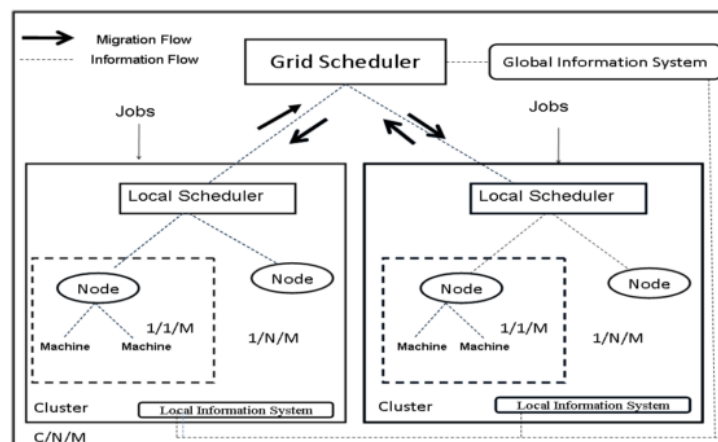 Migration Flow
Information Flow
Grid Scheduler
Global Information System
Jobs
Jobs
Local Scheduler
Local Scheduler
Node
Node
Node
Node
Machine
Machine
1/1/M
1/N/M
Machine
Machine
1/1/M
1/N/M
Cluster
Local Information System
Cluster
Local Information System
C/N/M